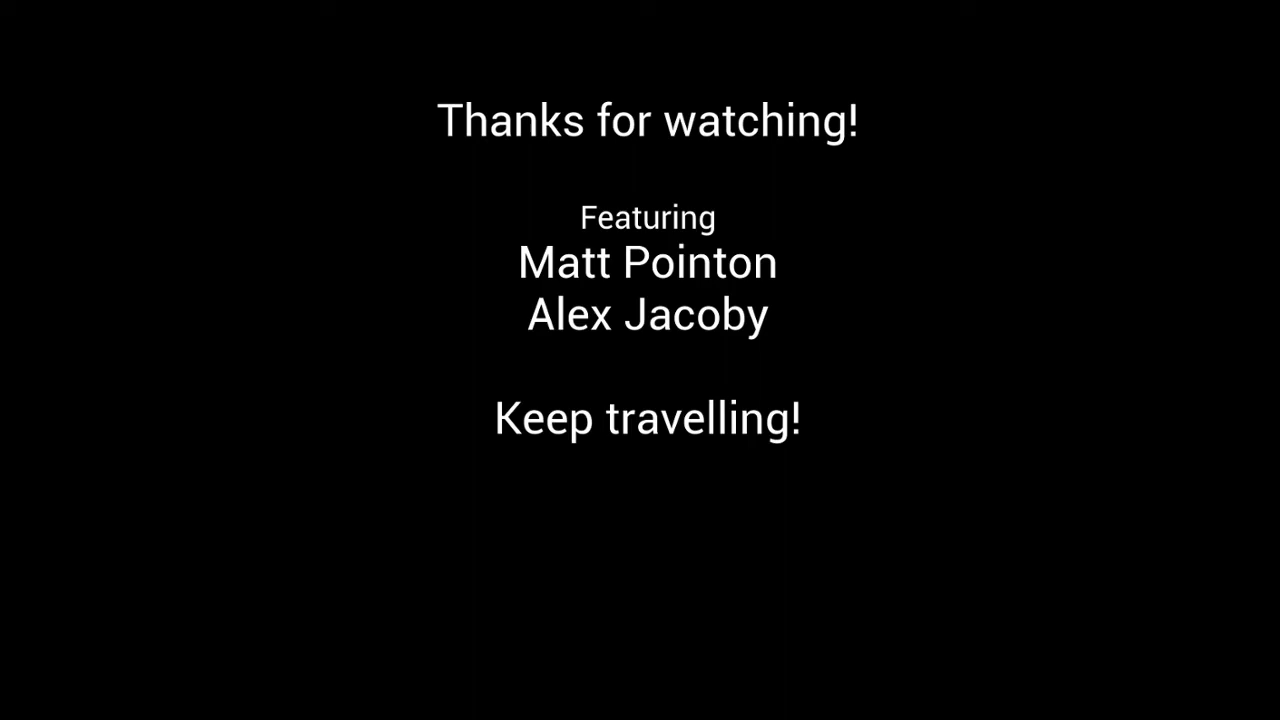 Thanks for watching!
Featuring
Matt Pointon
Alex Jacoby
Keep travelling!